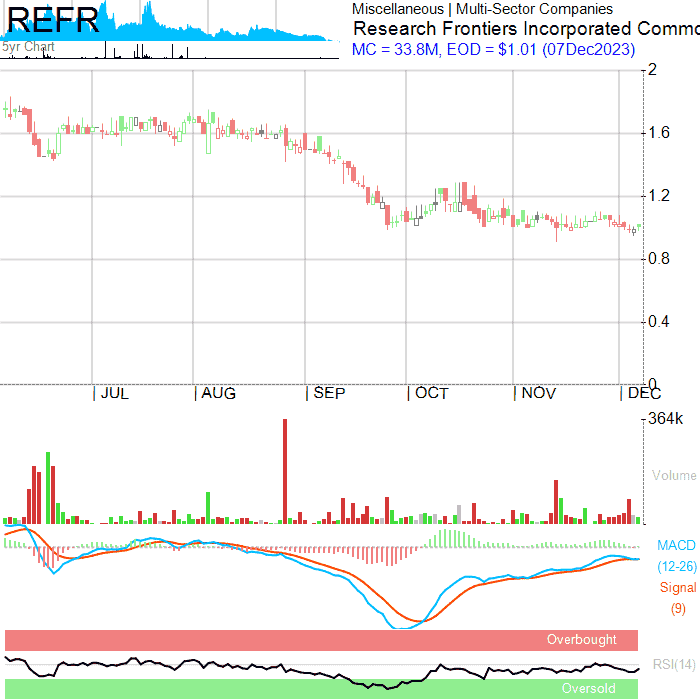 REFR
5yr Chart
Miscellaneous | Multi-Sector Companies
Research Frontiers Incorporated Commo
MC = 33.8M, EOD = $1.01 (07Dec2023)
2
1.6
1.2
0.8
0.4
0
JUL AUG SEP OCT NOV DEC
364k
Volume
MACD
(12-26)
Signal
(9)
Overbought
RSI(14)
Oversold